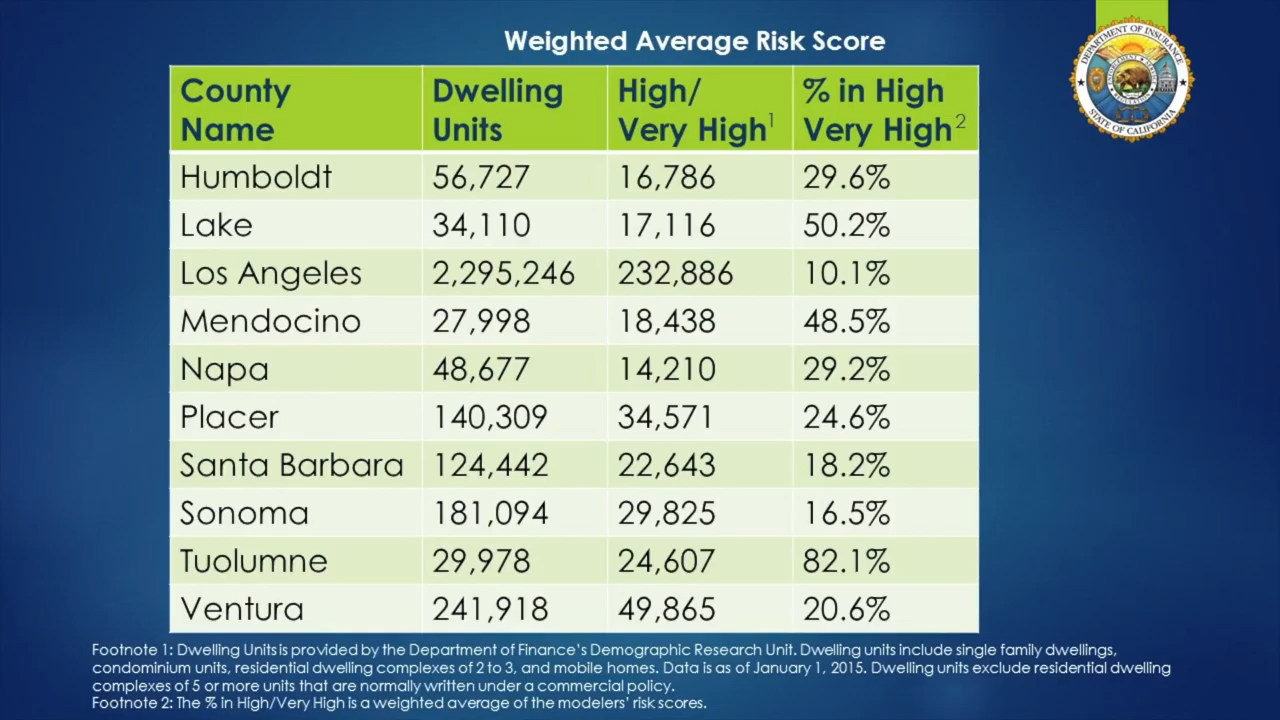 Weighted Average Risk Score
DEPARTMENT OF INSURANCE
STATE OF CALIFORNIA
County Name Dwelling Units High/ Very High1 % in High Very High2
Humboldt 56,727 16,786 29.6%
Lake 34,110 17,116 50.2%
Los Angeles 2,295,246 232,886 10.1%
Mendocino 27,998 18,438 48.5%
Napa 48,677 14,210 29.2%
Placer 140,309 34,571 24.6%
Santa Barbara 124,442 22,643 18.2%
Sonoma 181,094 29,825 16.5%
Tuolumne 29,978 24,607 82.1%
Ventura 241,918 49,865 20.6%
Footnote 1: Dwelling Units is provided by the Department of Finance's Demographic Research Unit. Dwelling units include single family dwellings,
condominium units, residential dwelling complexes of 2 to 3, and mobile homes. Data is as of January 1, 2015. Dwelling units exclude residential dwelling
complexes of 5 or more units that are normally written under a commercial policy.
Footnote 2: The % in High/Very High is a weighted average of the modelers' risk scores.